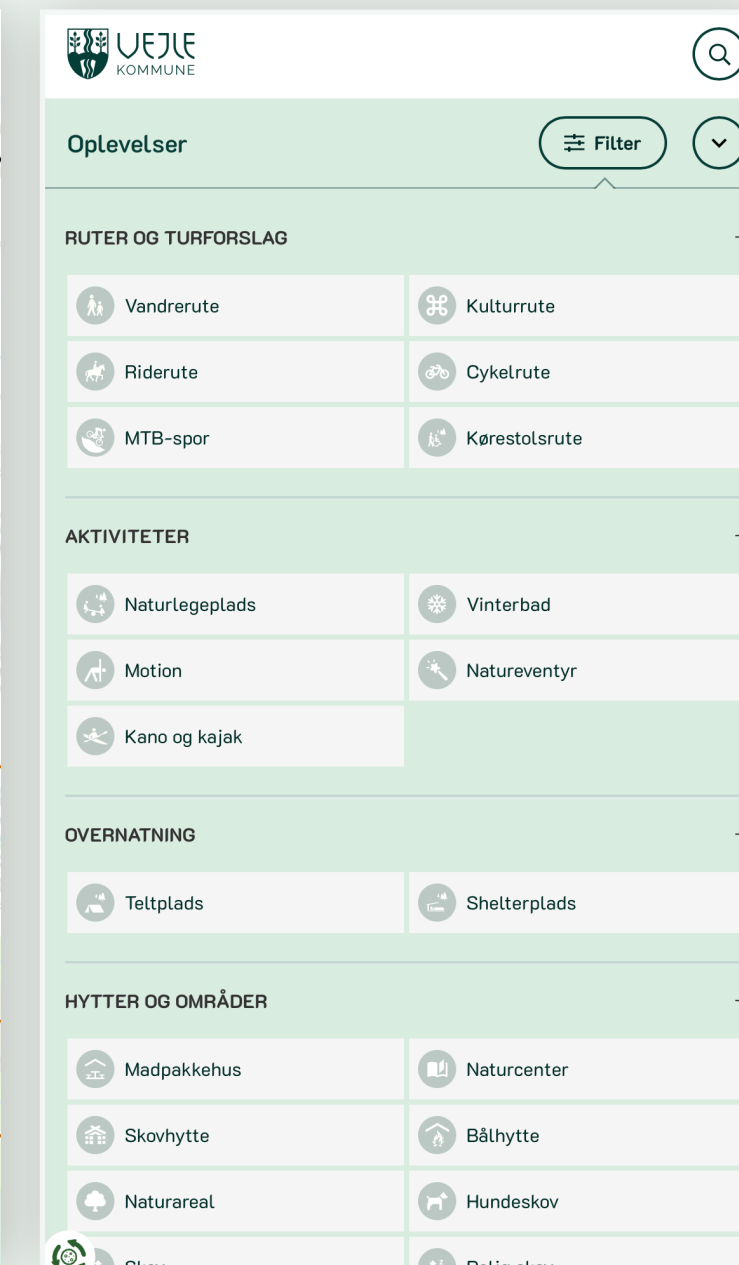 VEJLE
KOMMUNE
Oplevelser
Filter
RUTER OG TURFORSLAG
Vandrerute
Kulturrute
Riderute
Cykelrute
MTB-spor
Kørestolsrute
AKTIVITETER
Naturlegeplads
Vinterbad
Motion
Natureventyr
Kano og kajak
OVERNATNING
Teltplads
Shelterplads
HYTTER OG OMRÅDER
Madpakkehus
Naturcenter
Skovhytte
Bålhytte
Naturareal
Hundeskov